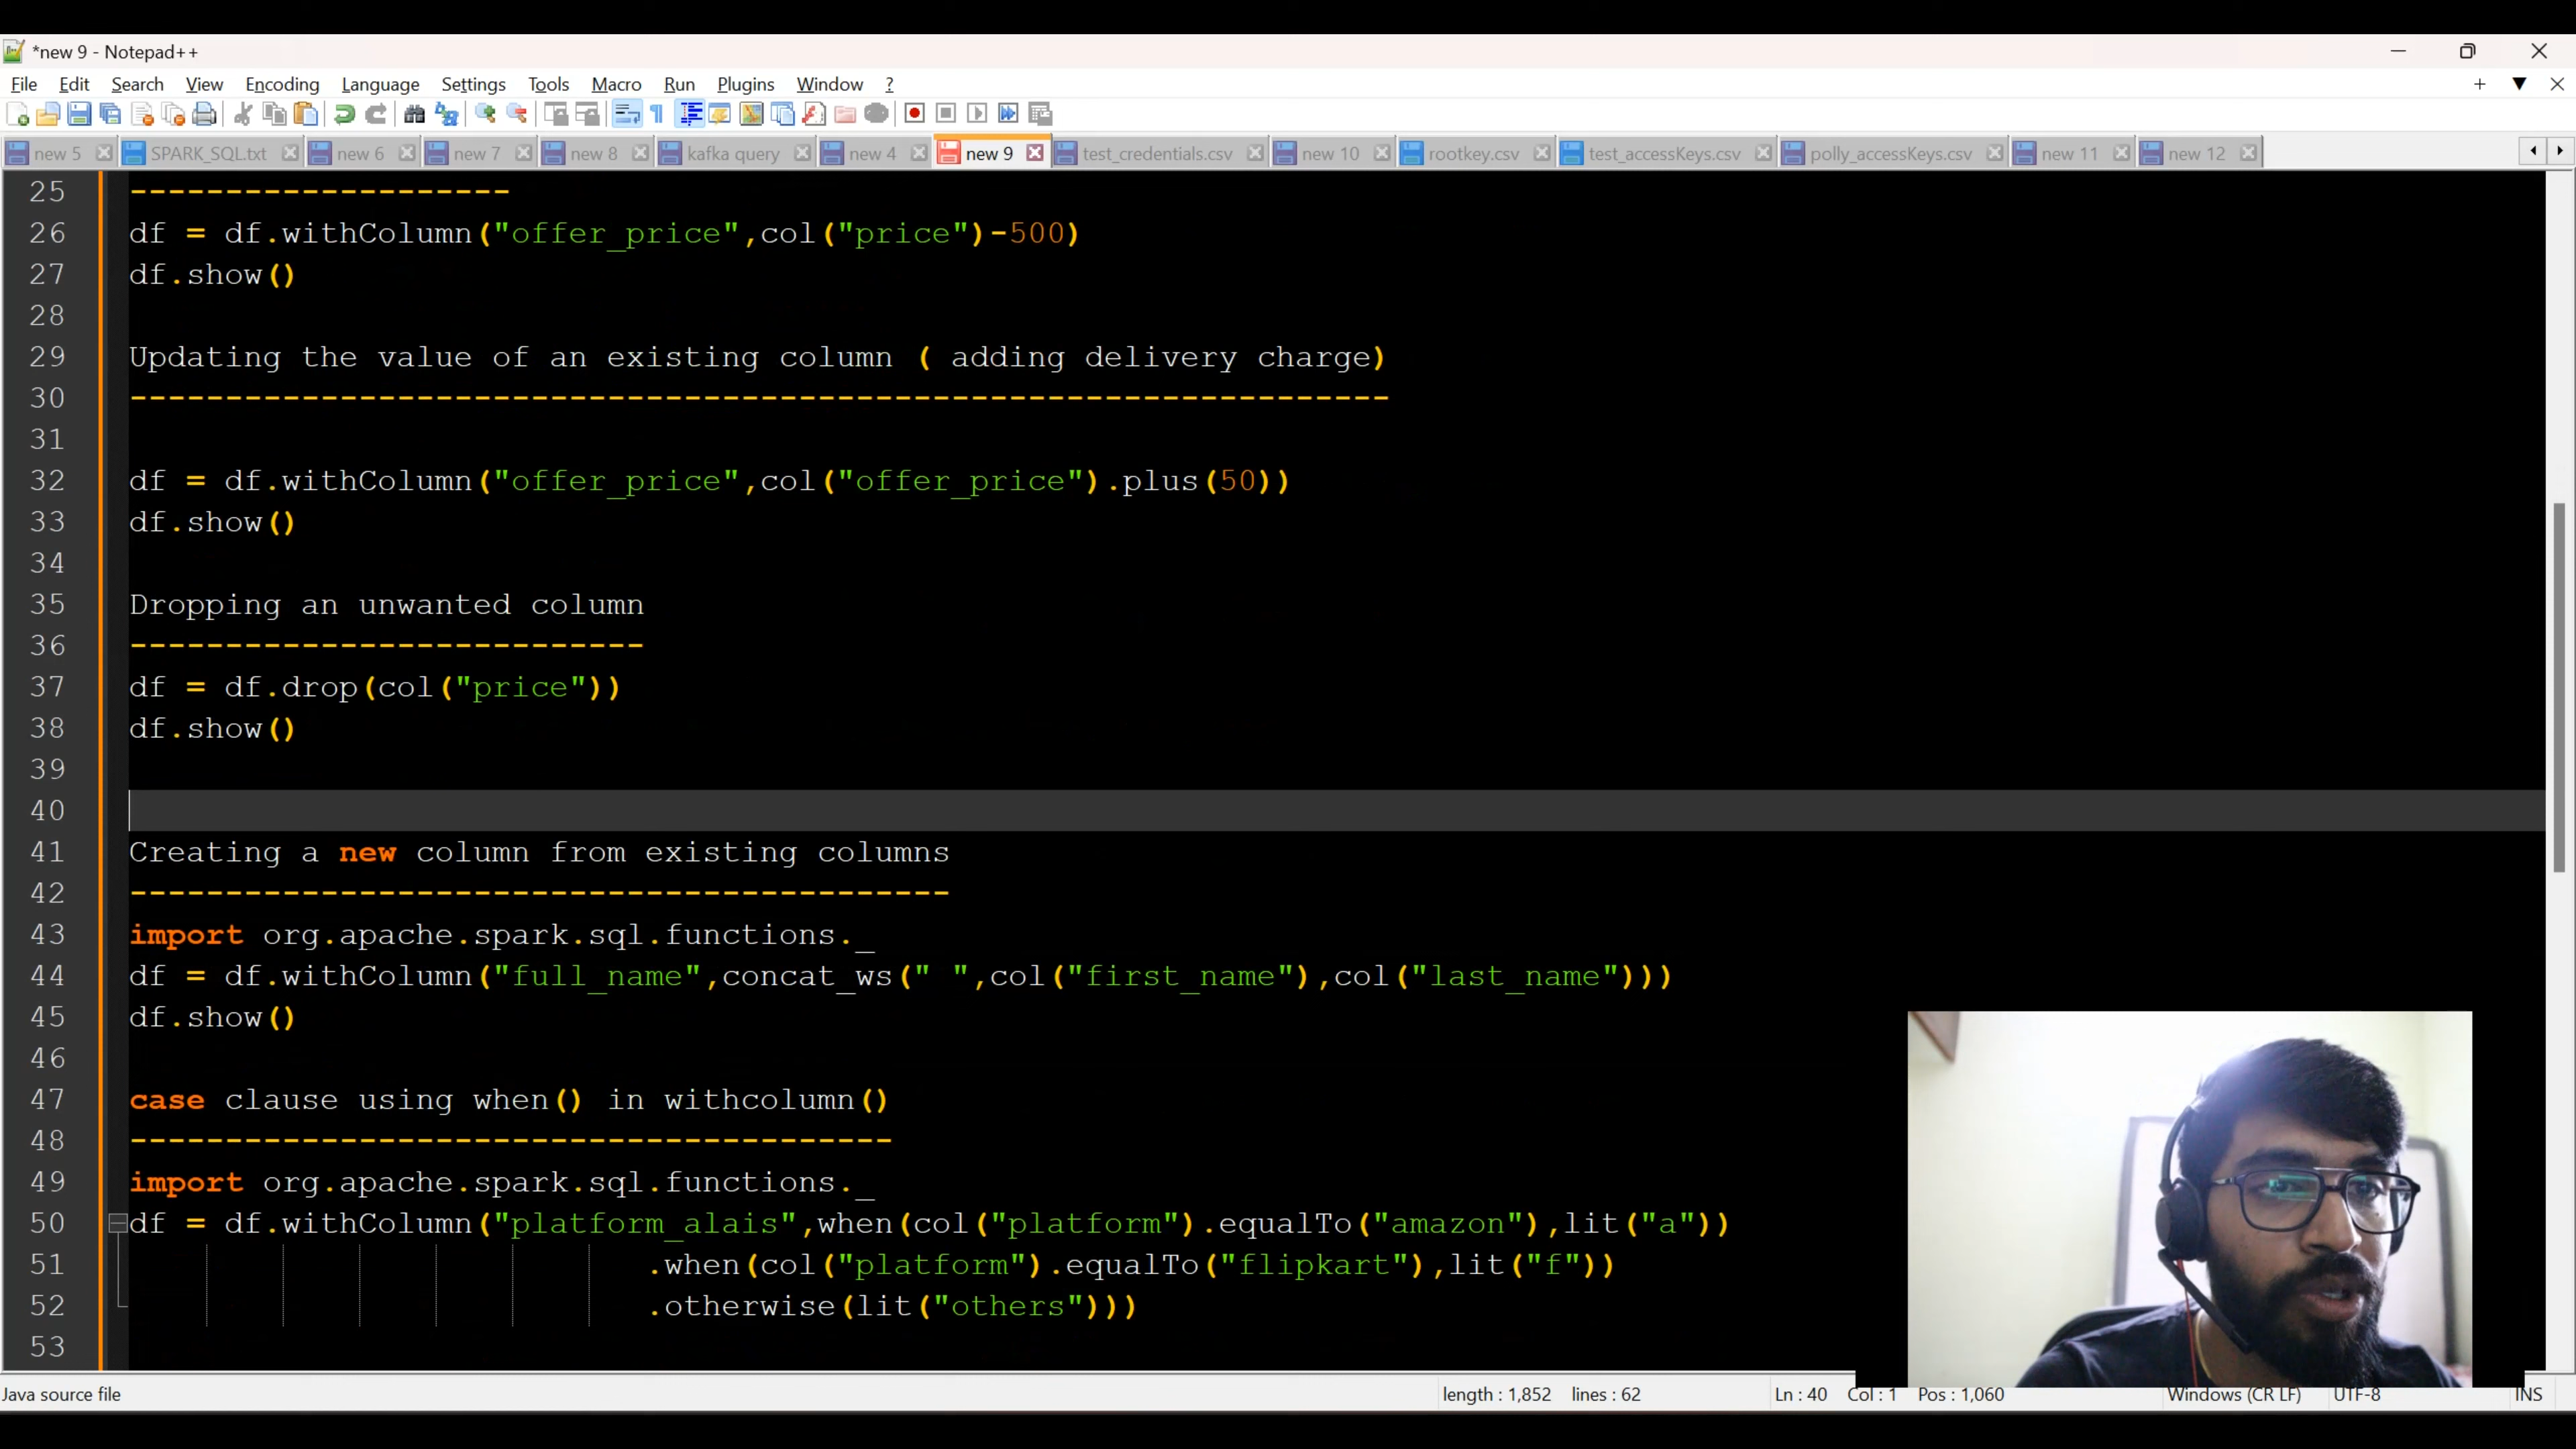 *new 9 - Notepad++
File Edit Search View Encoding Language Settings Tools Macro Run Plugins Window ?
new 5 SPARK_SQL.txt new 6 new 7 new 8 kafka query new 4 new 9 test_credentials.csv new 10 rootkey.csv test_accessKeys.csv polly_accessKeys.csv new 11 new 12
25 --------------------
26 df = df.withColumn("offer_price",col("price")-500)
27 df.show()
28
29 Updating the value of an existing column ( adding delivery charge)
30 ------------------------------------------------------------------
31
32 df = df.withColumn("offer_price",col("offer_price").plus(50))
33 df.show()
34
35 Dropping an unwanted column
36 ---------------------------
37 df = df.drop(col("price"))
38 df.show()
39
40
41 Creating a new column from existing columns
42 -------------------------------------------
43 import org.apache.spark.sql.functions._
44 df = df.withColumn("full_name",concat_ws(" ",col("first_name"),col("last_name")))
45 df.show()
46
47 case clause using when() in withcolumn()
48 ----------------------------------------
49 import org.apache.spark.sql.functions._
50 df = df.withColumn("platform_alais",when(col("platform").equalTo("amazon"),lit("a"))
51 .when(col("platform").equalTo("flipkart"),lit("f"))
52 .otherwise(lit("others")))
53
Java source file length : 1,852 lines : 62 Ln : 40 Col : 1 Pos : 1,060 Windows (CR LF) UTF-8 INS